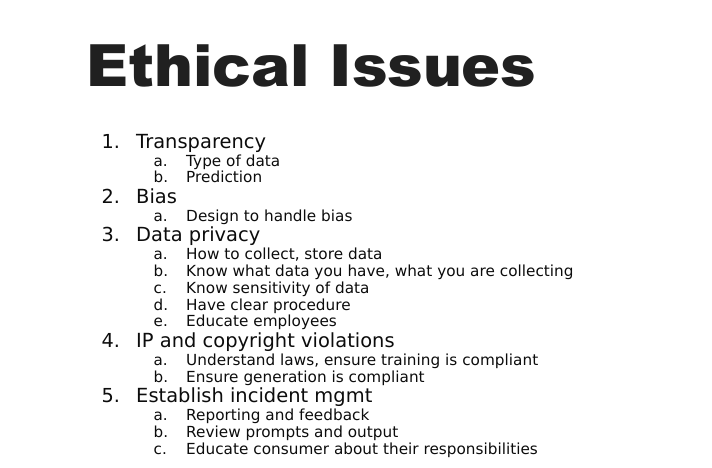 Ethical Issues
1. Transparency
a. Type of data
b. Prediction
2. Bias
a. Design to handle bias
3. Data privacy
a. How to collect, store data
b. Know what data you have, what you are collecting
c. Know sensitivity of data
d. Have clear procedure
e. Educate employees
4. IP and copyright violations
a. Understand laws, ensure training is compliant
b. Ensure generation is compliant
5. Establish incident mgmt
a. Reporting and feedback
b. Review prompts and output
c. Educate consumer about their responsibilities